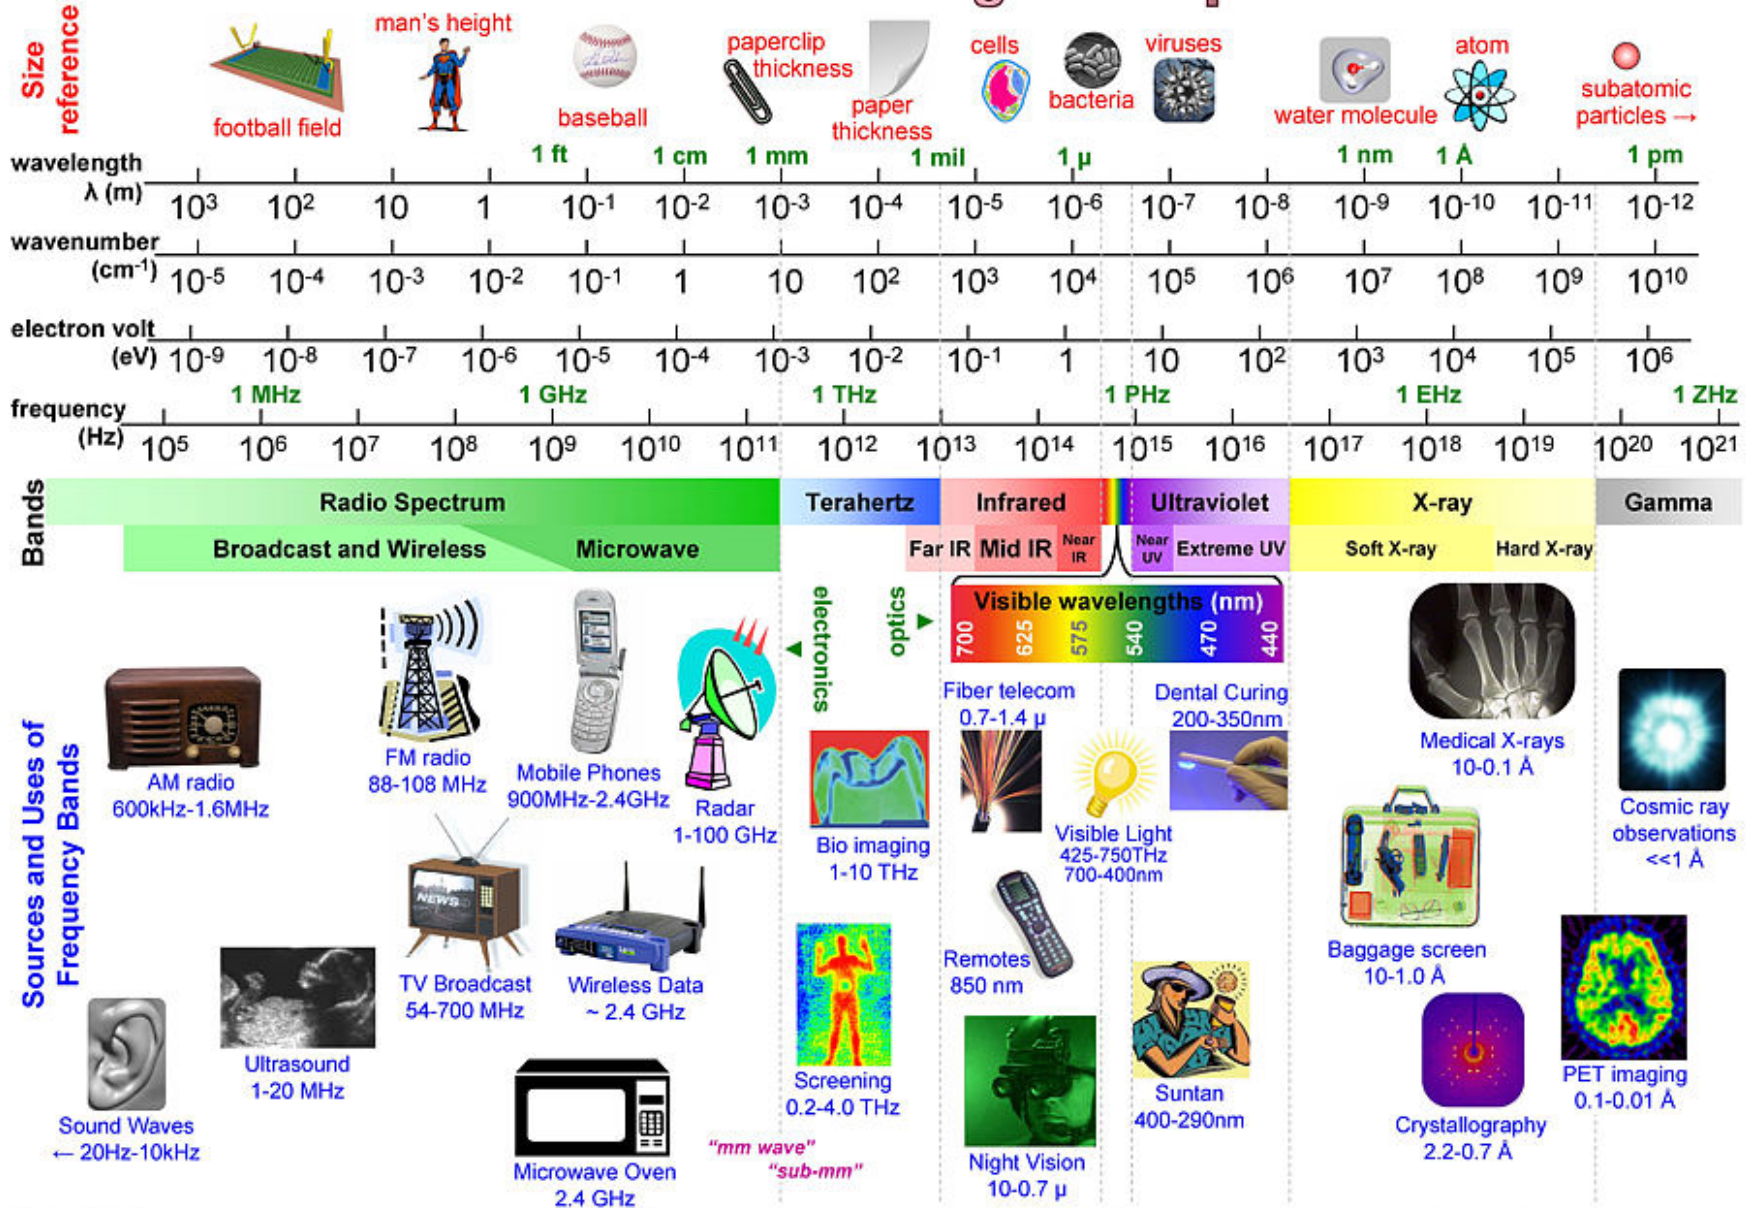 Size
reference
football field
man's height
baseball
paperclip
thickness
paper
thickness
cells
bacteria
viruses
water molecule
atom
subatomic
particles →
1 ft 1 cm 1 mm 1 mil 1 µ 1 nm 1 Å 1 pm
wavelength
λ (m)
10³ 10² 10 1 10⁻¹ 10⁻² 10⁻³ 10⁻⁴ 10⁻⁵ 10⁻⁶ 10⁻⁷ 10⁻⁸ 10⁻⁹ 10⁻¹⁰ 10⁻¹¹ 10⁻¹²
wavenumber
(cm⁻¹)
10⁻⁵ 10⁻⁴ 10⁻³ 10⁻² 10⁻¹ 1 10 10² 10³ 10⁴ 10⁵ 10⁶ 10⁷ 10⁸ 10⁹ 10¹⁰
electron volt
(eV)
10⁻⁹ 10⁻⁸ 10⁻⁷ 10⁻⁶ 10⁻⁵ 10⁻⁴ 10⁻³ 10⁻² 10⁻¹ 1 10 10² 10³ 10⁴ 10⁵ 10⁶
1 MHz 1 GHz 1 THz 1 PHz 1 EHz 1 ZHz
frequency
(Hz)
10⁵ 10⁶ 10⁷ 10⁸ 10⁹ 10¹⁰ 10¹¹ 10¹² 10¹³ 10¹⁴ 10¹⁵ 10¹⁶ 10¹⁷ 10¹⁸ 10¹⁹ 10²⁰ 10²¹
Bands
Radio Spectrum Terahertz Infrared Ultraviolet X-ray Gamma
Broadcast and Wireless Microwave Far IR Mid IR Near IR Near UV Extreme UV Soft X-ray Hard X-ray
electronics
optics
Visible wavelengths (nm)
700 625 575 540 470 440
Sources and Uses of
Frequency Bands
AM radio
600kHz-1.6MHz
FM radio
88-108 MHz
Mobile Phones
900MHz-2.4GHz
Radar
1-100 GHz
Bio imaging
1-10 THz
Fiber telecom
0.7-1.4 µ
Visible Light
425-750THz
700-400nm
Dental Curing
200-350nm
Medical X-rays
10-0.1 Å
Cosmic ray
observations
<<1 Å
NEWS
TV Broadcast
54-700 MHz
Wireless Data
~ 2.4 GHz
Remotes
850 nm
Baggage screen
10-1.0 Å
Sound Waves
← 20Hz-10kHz
Ultrasound
1-20 MHz
Microwave Oven
2.4 GHz
Screening
0.2-4.0 THz
"mm wave"
"sub-mm"
Night Vision
10-0.7 µ
Suntan
400-290nm
Crystallography
2.2-0.7 Å
PET imaging
0.1-0.01 Å